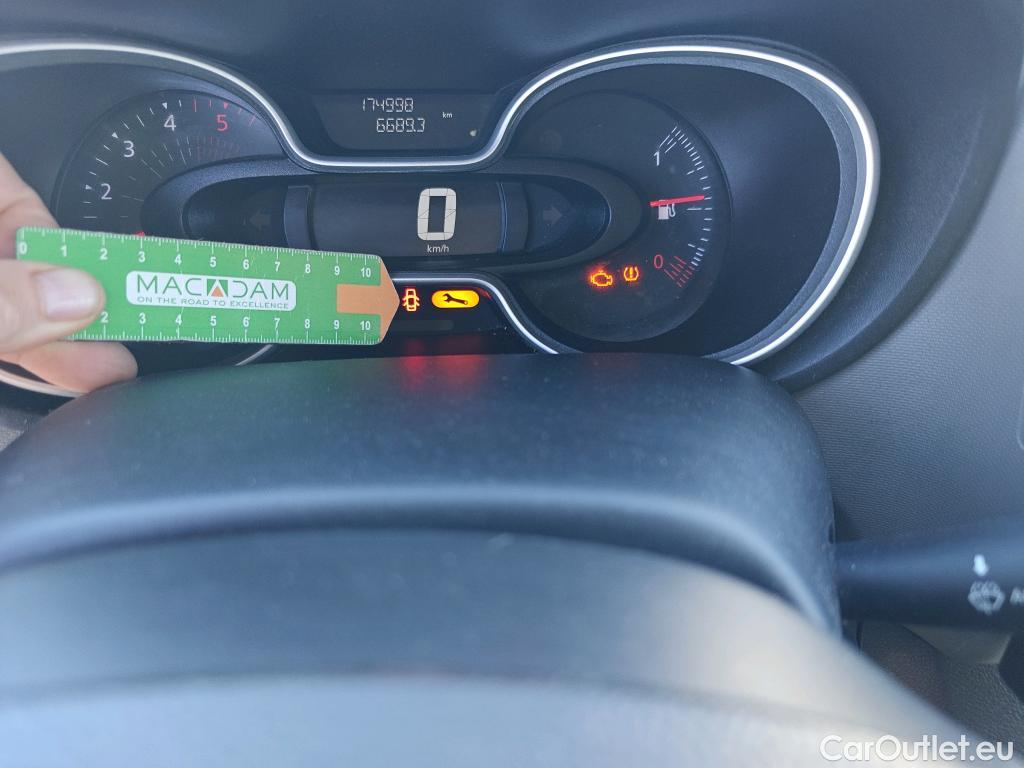 174998
6689.3 km
2 3 4 5
1
0
0
km/h
0 1 2 3 4 5 6 7 8 9 10
MACADAM
ON THE ROAD TO EXCELLENCE
2 3 4 5 6 7 8 9 10
CarOutlet.eu